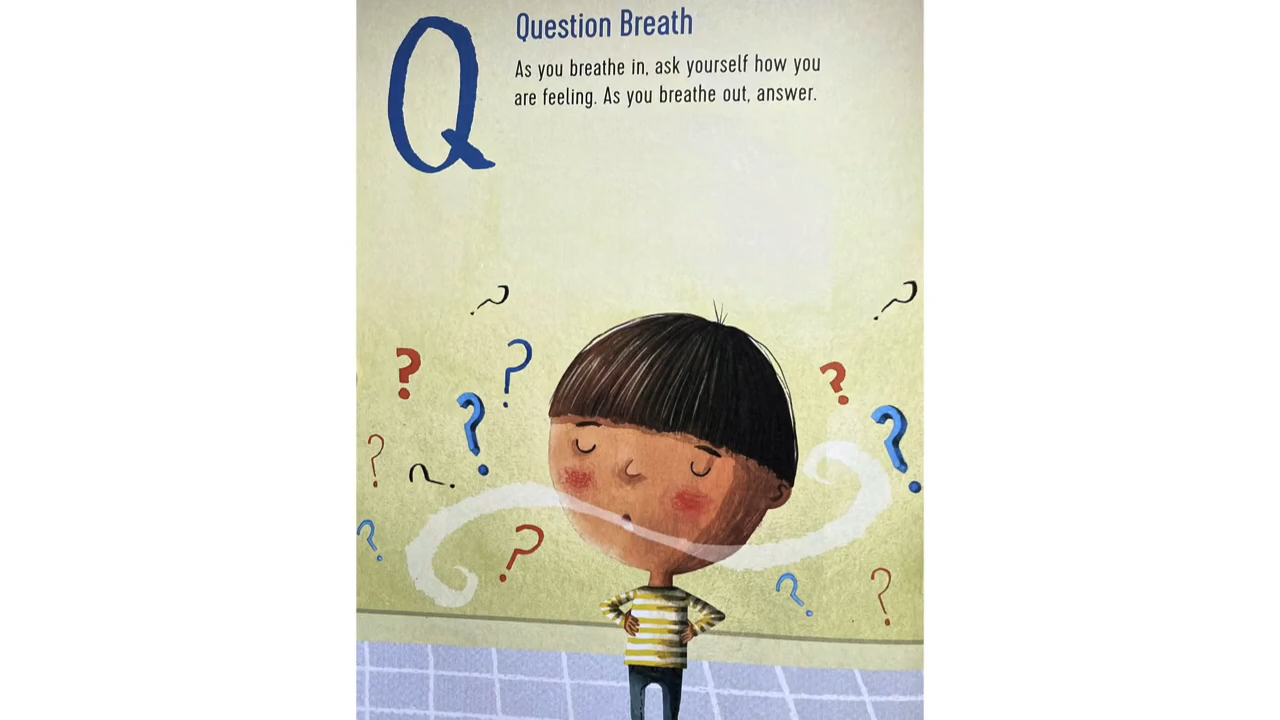 Q
Question Breath
As you breathe in, ask yourself how you
are feeling. As you breathe out, answer.
? ?
? ? ?
? ?
? ?
? ?
? ?